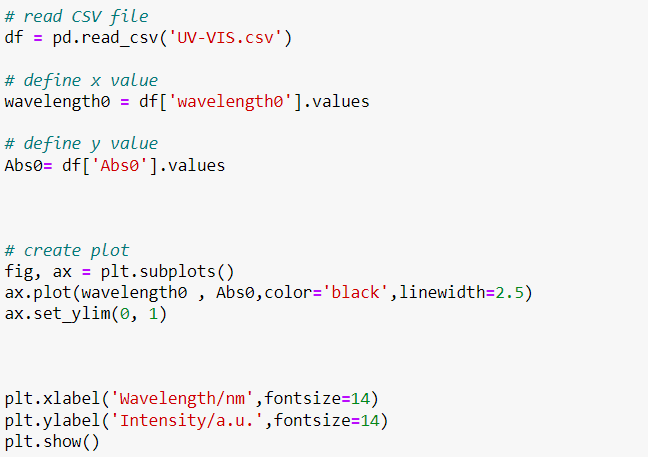 # read CSV file
df = pd.read_csv('UV-VIS.csv')
# define x value
wavelength0 = df['wavelength0'].values
# define y value
Abs0= df['Abs0'].values
# create plot
fig, ax = plt.subplots()
ax.plot(wavelength0 , Abs0,color='black',linewidth=2.5)
ax.set_ylim(0, 1)
plt.xlabel('Wavelength/nm',fontsize=14)
plt.ylabel('Intensity/a.u.',fontsize=14)
plt.show()